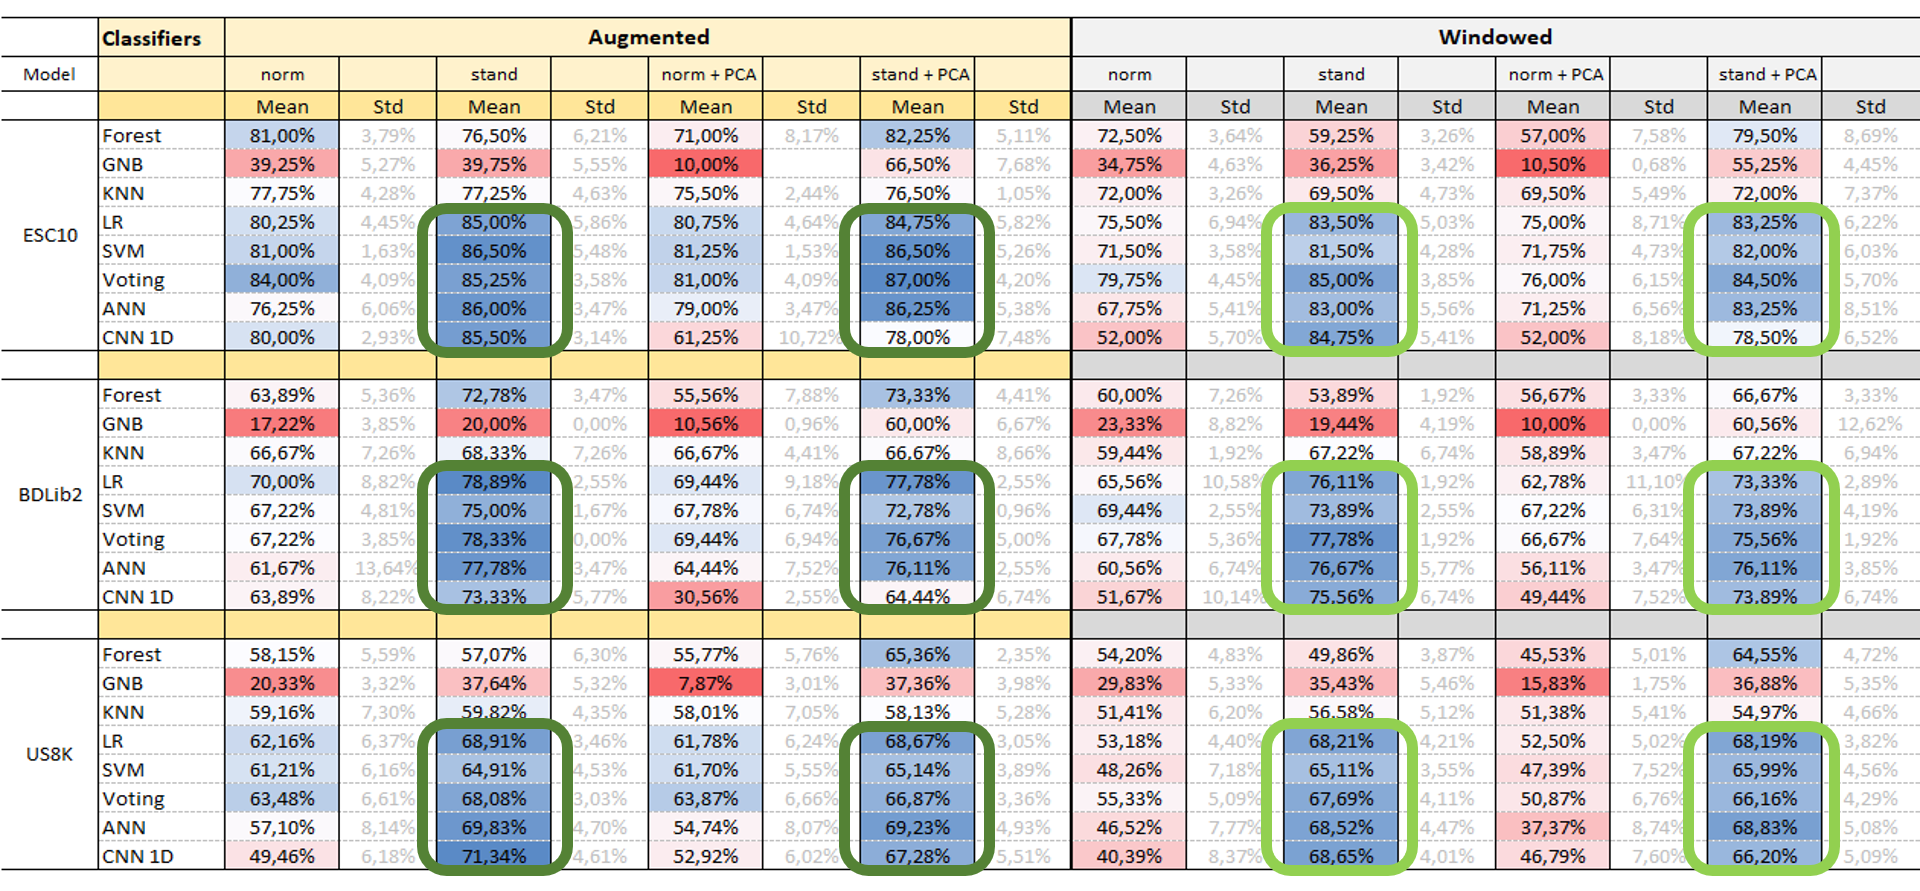 Classifiers Augmented Windowed
Model norm stand norm + PCA stand + PCA norm stand norm + PCA stand + PCA
Mean Std Mean Std Mean Std Mean Std Mean Std Mean Std Mean Std Mean Std
Forest 81,00% 3,79% 76,50% 6,21% 71,00% 8,17% 82,25% 5,11% 72,50% 3,64% 59,25% 3,26% 57,00% 7,58% 79,50% 8,69%
GNB 39,25% 5,27% 39,75% 5,55% 10,00% 66,50% 7,68% 34,75% 4,63% 36,25% 3,42% 10,50% 0,68% 55,25% 4,45%
KNN 77,75% 4,28% 77,25% 4,63% 75,50% 2,44% 76,50% 1,05% 72,00% 3,26% 69,50% 4,73% 69,50% 5,49% 72,00% 7,37%
LR 80,25% 4,45% 85,00% 5,86% 80,75% 4,64% 84,75% 5,82% 75,50% 6,94% 83,50% 5,03% 75,00% 8,71% 83,25% 6,22%
ESC10
SVM 81,00% 1,63% 86,50% 5,48% 81,25% 1,53% 86,50% 5,26% 71,50% 3,58% 81,50% 4,28% 71,75% 4,73% 82,00% 6,03%
Voting 84,00% 4,09% 85,25% 3,58% 81,00% 4,09% 87,00% 4,20% 79,75% 4,45% 85,00% 3,85% 76,00% 6,15% 84,50% 5,70%
ANN 76,25% 6,06% 86,00% 3,47% 79,00% 3,47% 86,25% 5,38% 67,75% 5,41% 83,00% 5,56% 71,25% 6,56% 83,25% 8,51%
CNN 1D 80,00% 2,93% 85,50% 3,14% 61,25% 10,72% 78,00% 7,48% 52,00% 5,70% 84,75% 5,41% 52,00% 8,18% 78,50% 6,52%
Forest 63,89% 5,36% 72,78% 3,47% 55,56% 7,88% 73,33% 4,41% 60,00% 7,26% 53,89% 1,92% 56,67% 3,33% 66,67% 3,33%
GNB 17,22% 3,85% 20,00% 0,00% 10,56% 0,96% 60,00% 6,67% 23,33% 8,82% 19,44% 4,19% 10,00% 0,00% 60,56% 12,62%
KNN 66,67% 7,26% 68,33% 7,26% 66,67% 4,41% 66,67% 8,66% 59,44% 1,92% 67,22% 6,74% 58,89% 3,47% 67,22% 6,94%
LR 70,00% 8,82% 78,89% 2,55% 69,44% 9,18% 77,78% 2,55% 65,56% 10,58% 76,11% 1,92% 62,78% 11,10% 73,33% 2,89%
BDLib2
SVM 67,22% 4,81% 75,00% 1,67% 67,78% 6,74% 72,78% 0,96% 69,44% 2,55% 73,89% 2,55% 67,22% 6,31% 73,89% 4,19%
Voting 67,22% 3,85% 78,33% 0,00% 69,44% 6,94% 76,67% 5,00% 67,78% 5,36% 77,78% 1,92% 66,67% 7,64% 75,56% 1,92%
ANN 61,67% 13,64% 77,78% 3,47% 64,44% 7,52% 76,11% 2,55% 60,56% 6,74% 76,67% 5,77% 56,11% 3,47% 76,11% 3,85%
CNN 1D 63,89% 8,22% 73,33% 5,77% 30,56% 2,55% 64,44% 6,74% 51,67% 10,14% 75,56% 6,74% 49,44% 7,52% 73,89% 6,74%
Forest 58,15% 5,59% 57,07% 6,30% 55,77% 5,76% 65,36% 2,35% 54,20% 4,83% 49,86% 3,87% 45,53% 5,01% 64,55% 4,72%
GNB 20,33% 3,32% 37,64% 5,32% 7,87% 3,01% 37,36% 3,98% 29,83% 5,33% 35,43% 5,46% 15,83% 1,75% 36,88% 5,35%
KNN 59,16% 7,30% 59,82% 4,35% 58,01% 7,05% 58,13% 5,28% 51,41% 6,20% 56,58% 5,12% 51,38% 5,41% 54,97% 4,66%
LR 62,16% 6,37% 68,91% 3,46% 61,78% 6,24% 68,67% 3,05% 53,18% 4,40% 68,21% 4,21% 52,50% 5,02% 68,19% 3,82%
US8K
SVM 61,21% 6,16% 64,91% 4,53% 61,70% 5,55% 65,14% 3,89% 48,26% 7,18% 65,11% 3,55% 47,39% 7,52% 65,99% 4,56%
Voting 63,48% 6,61% 68,08% 3,03% 63,87% 6,66% 66,87% 3,36% 55,33% 5,09% 67,69% 4,11% 50,87% 6,76% 66,16% 4,29%
ANN 57,10% 8,14% 69,83% 4,70% 54,74% 8,07% 69,23% 4,93% 46,52% 7,77% 68,52% 4,47% 37,37% 8,74% 68,83% 5,08%
CNN 1D 49,46% 6,18% 71,34% 4,61% 52,92% 6,02% 67,28% 5,51% 40,39% 8,37% 68,65% 4,01% 46,79% 7,60% 66,20% 5,09%